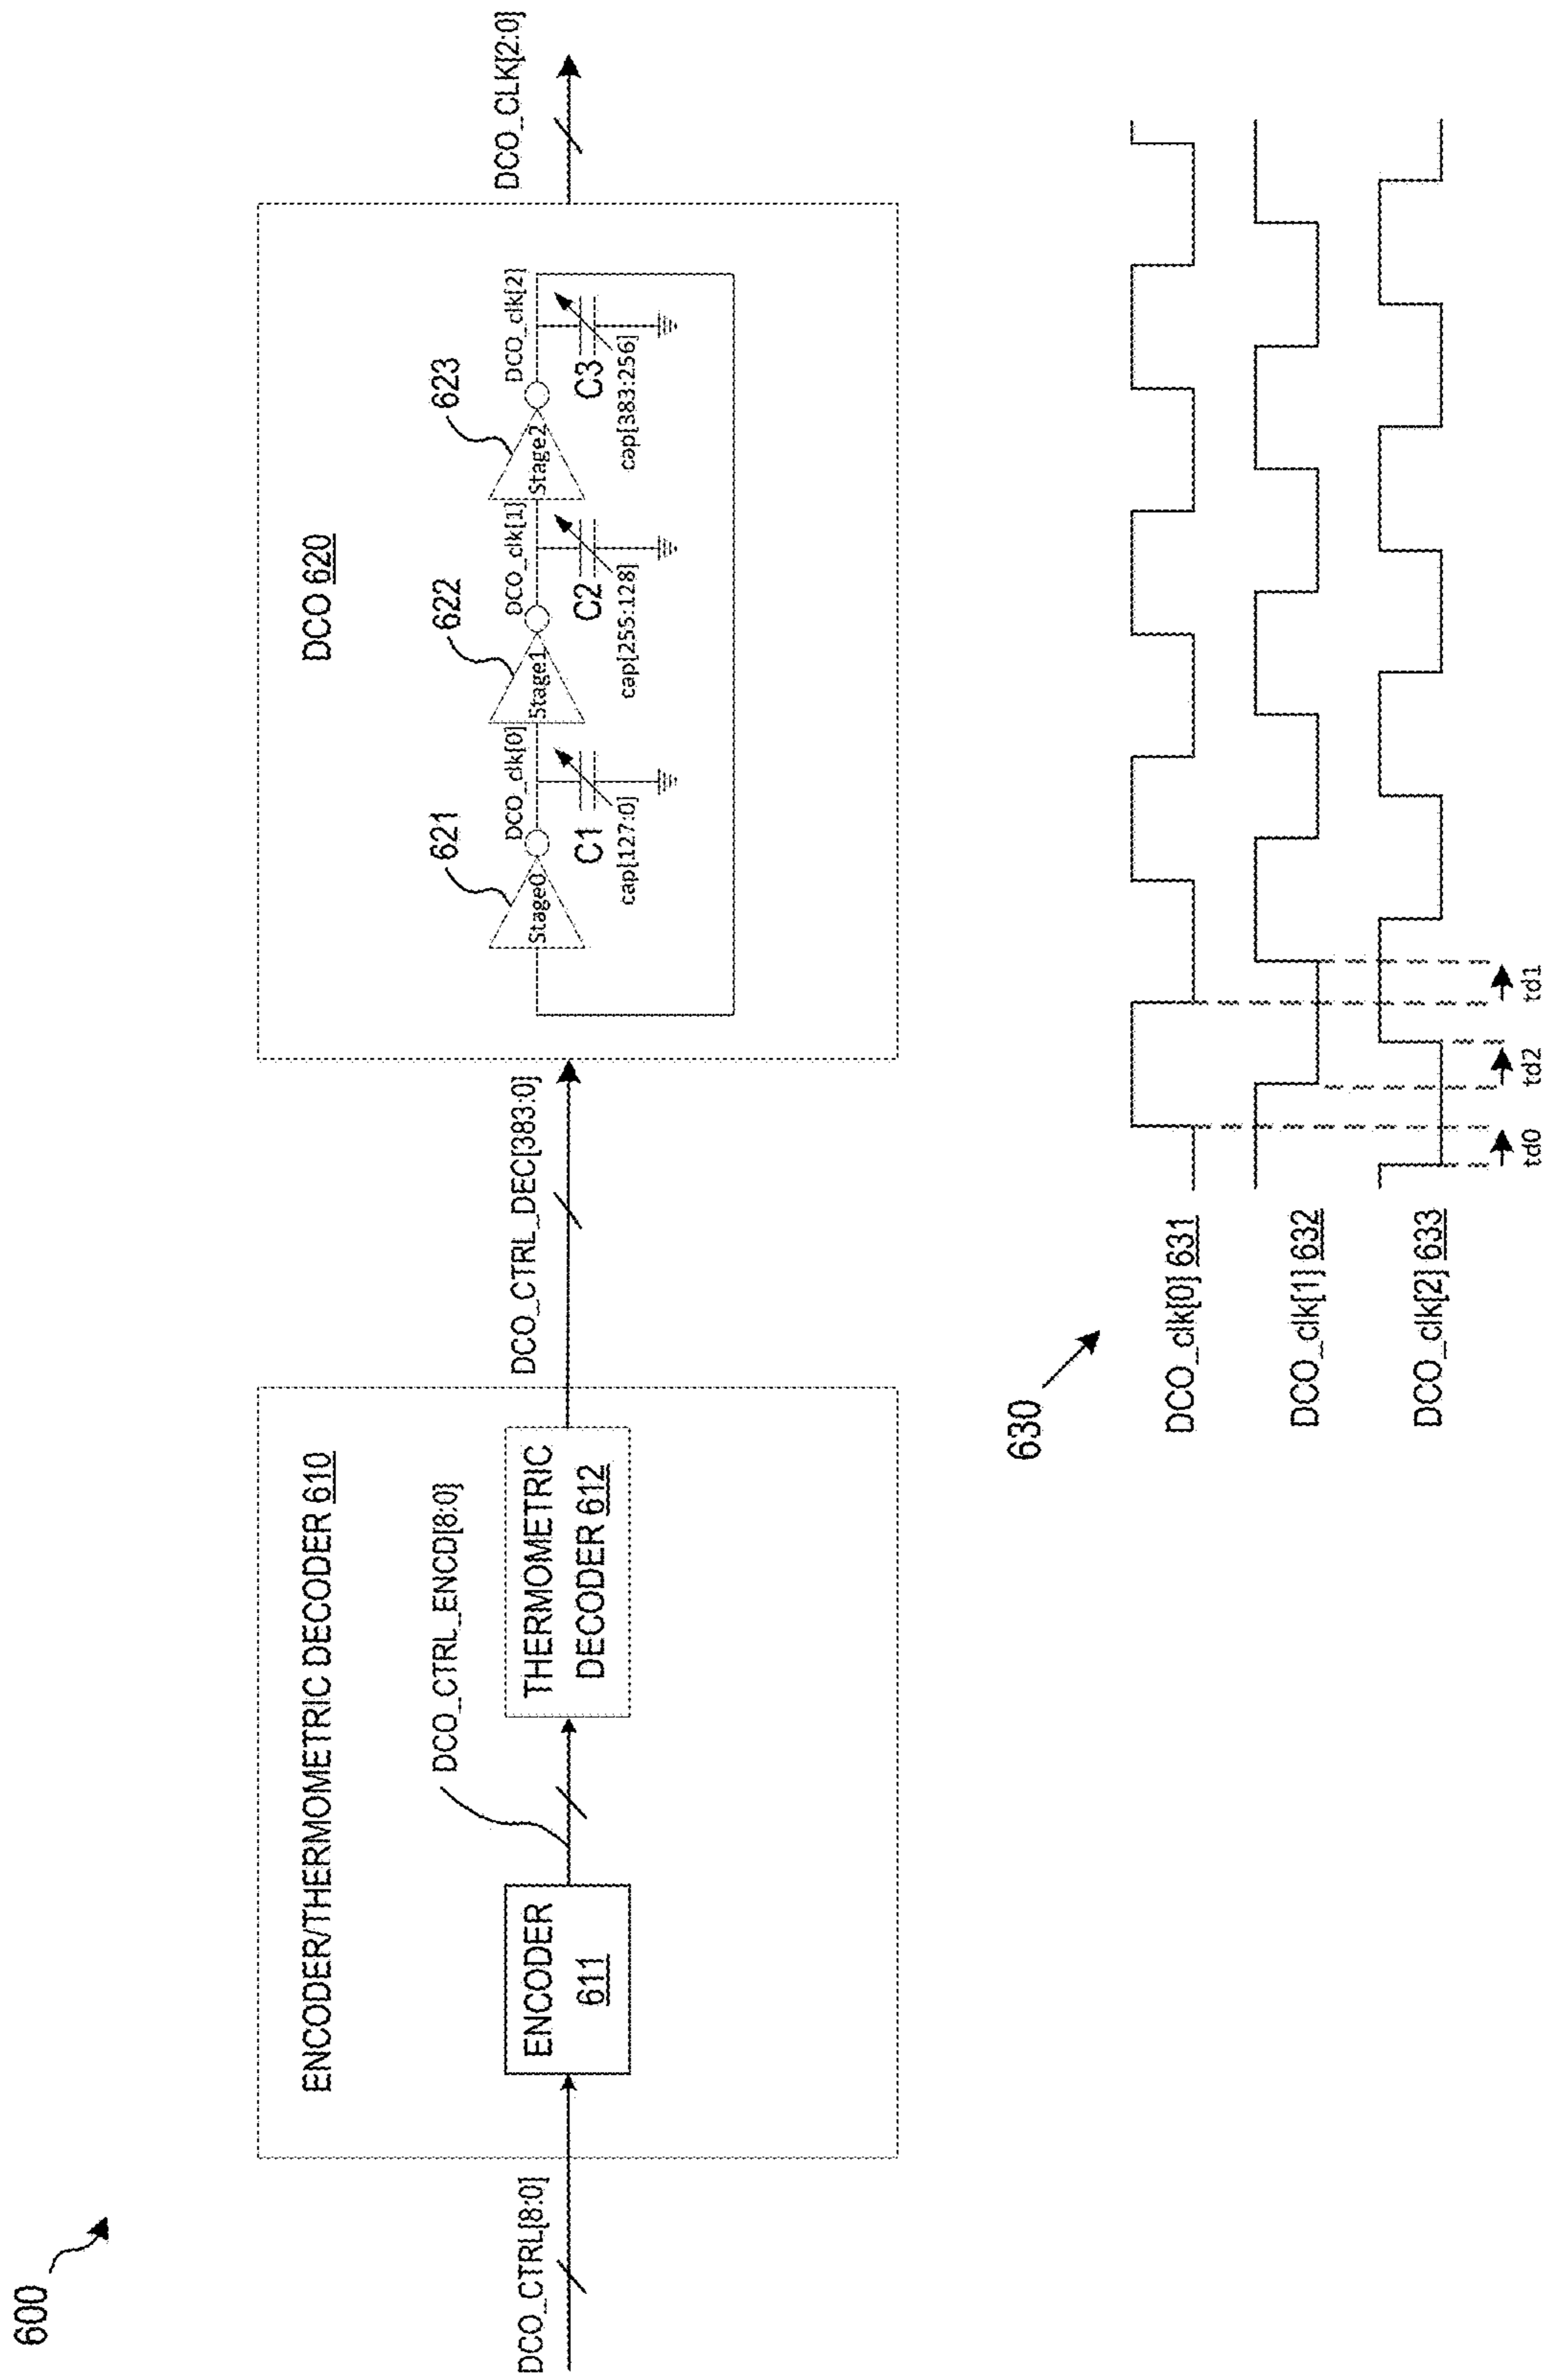 600
DCO_CTRL[8:0]
ENCODER/THERMOMETRIC DECODER 610
ENCODER
611
DCO_CTRL_ENCD[8:0]
THERMOMETRIC
DECODER 612
DCO_CTRL_DEC[383:0]
DCO 620
621
622
623
Stage0
DCO_clk[0]
Stage1
DCO_clk[1]
Stage2
DCO_clk[2]
C1
C2
C3
cap[127:0]
cap[255:128]
cap[383:256]
DCO_CLK[2:0]
630
DCO_clk[0] 631
DCO_clk[1] 632
DCO_clk[2] 633
td0
td2
td1